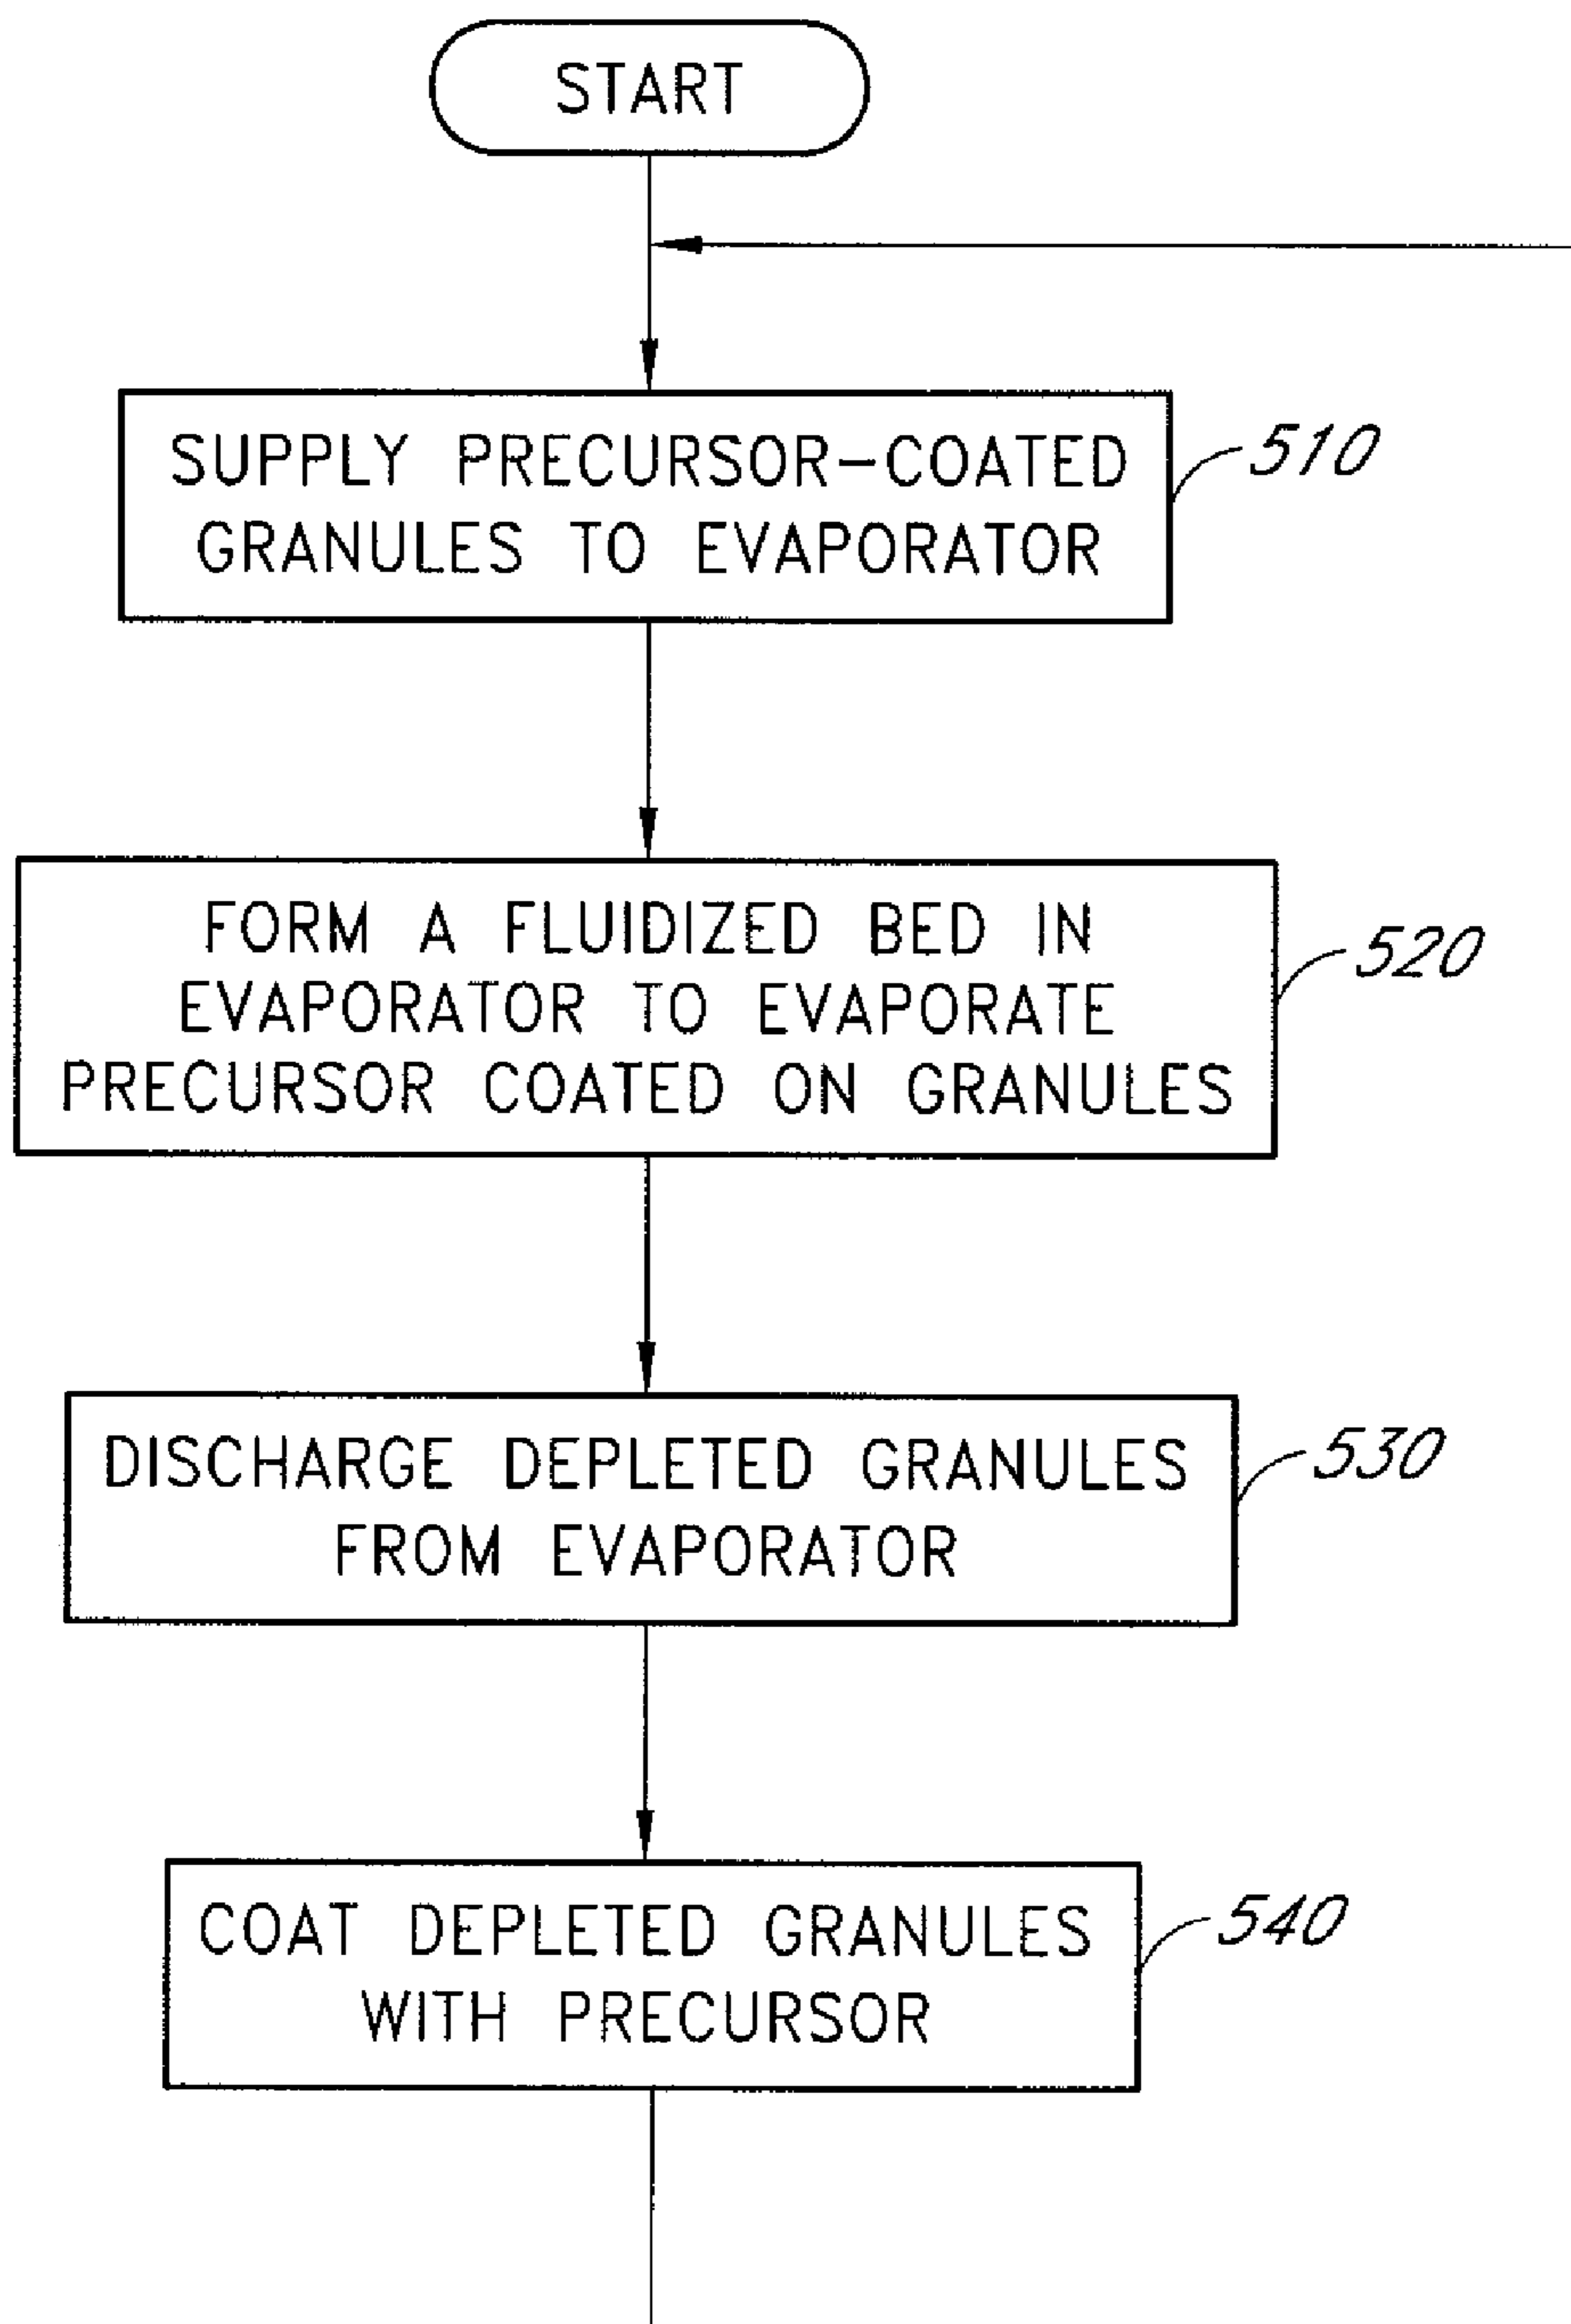 START
SUPPLY PRECURSOR-COATED
GRANULES TO EVAPORATOR
510
FORM A FLUIDIZED BED IN
EVAPORATOR TO EVAPORATE
PRECURSOR COATED ON GRANULES
520
DISCHARGE DEPLETED GRANULES
FROM EVAPORATOR
530
COAT DEPLETED GRANULES
WITH PRECURSOR
540